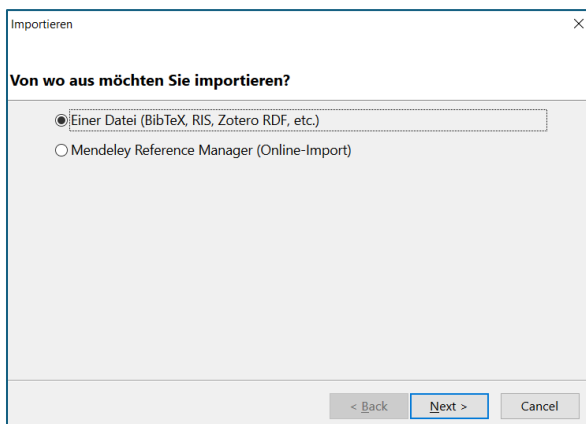 Importieren
Von wo aus möchten Sie importieren?
Einer Datei (BibTeX, RIS, Zotero RDF, etc.)
Mendeley Reference Manager (Online-Import)
< Back
Next >
Cancel